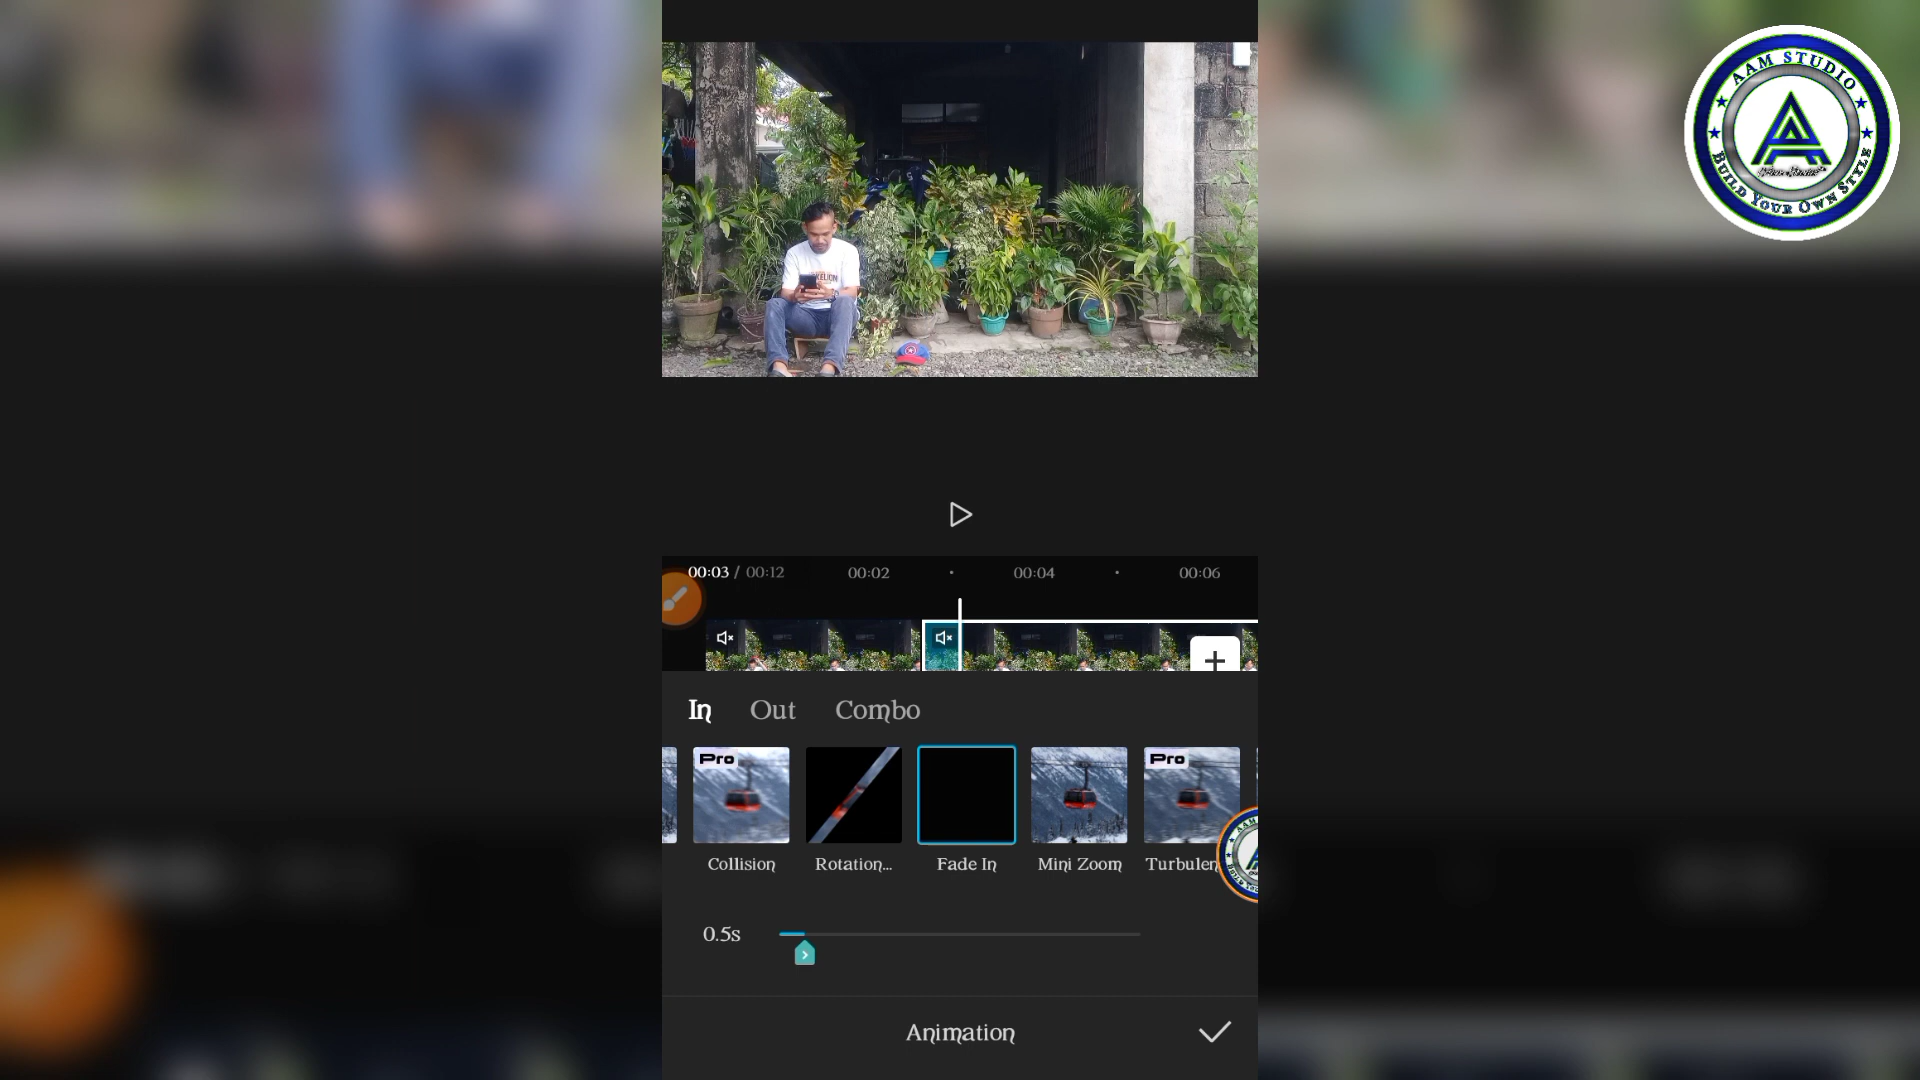 AAM STUDIO
BUILD YOUR OWN STYLE
00:03 / 00:12
00:02
00:04
00:06
In
Out
Combo
Pro
Pro
Collision
Rotation...
Fade In
Mini Zoom
Turbulen
0.5s
Animation